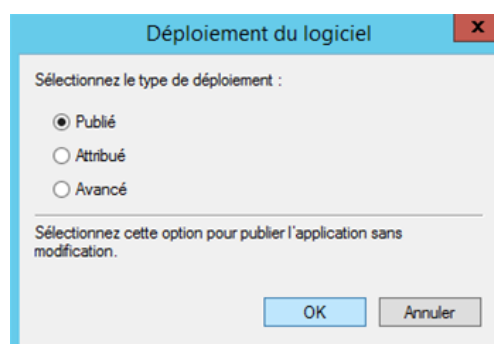 Déploiement du logiciel
x
Sélectionnez le type de déploiement :
Publié
Attribué
Avancé
Sélectionnez cette option pour publier l'application sans
modification.
OK
Annuler